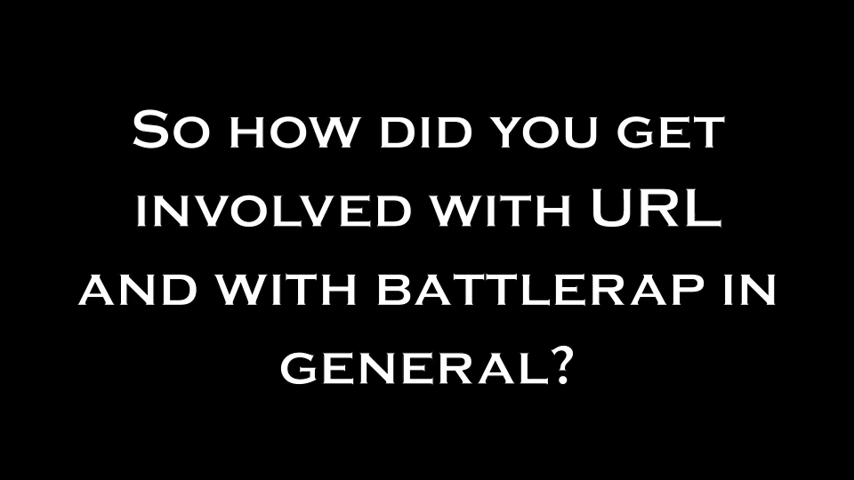 So how did you get
involved with URL
and with battlerap in
general?